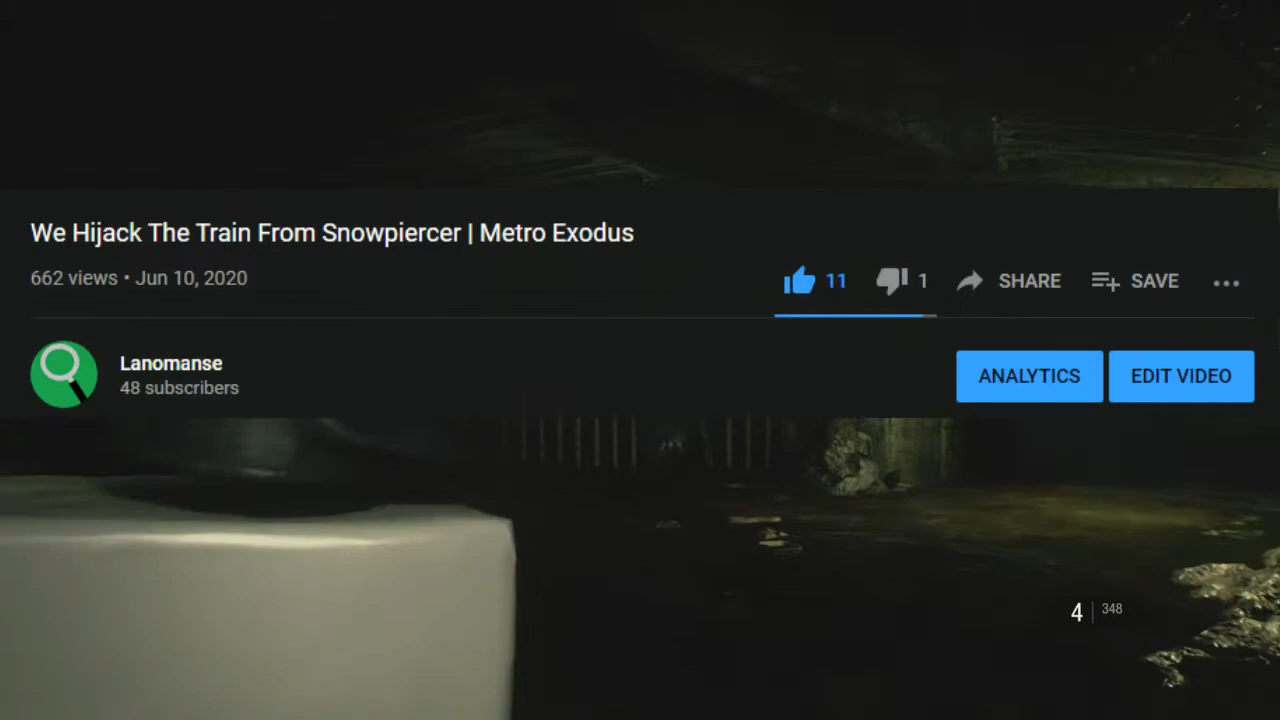 We Hijack The Train From Snowpiercer | Metro Exodus
662 views • Jun 10, 2020
11 1 SHARE SAVE
Lanomanse
48 subscribers
ANALYTICS EDIT VIDEO
4 | 348